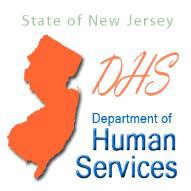 State of New Jersey
DHS
Department of
Human
Services